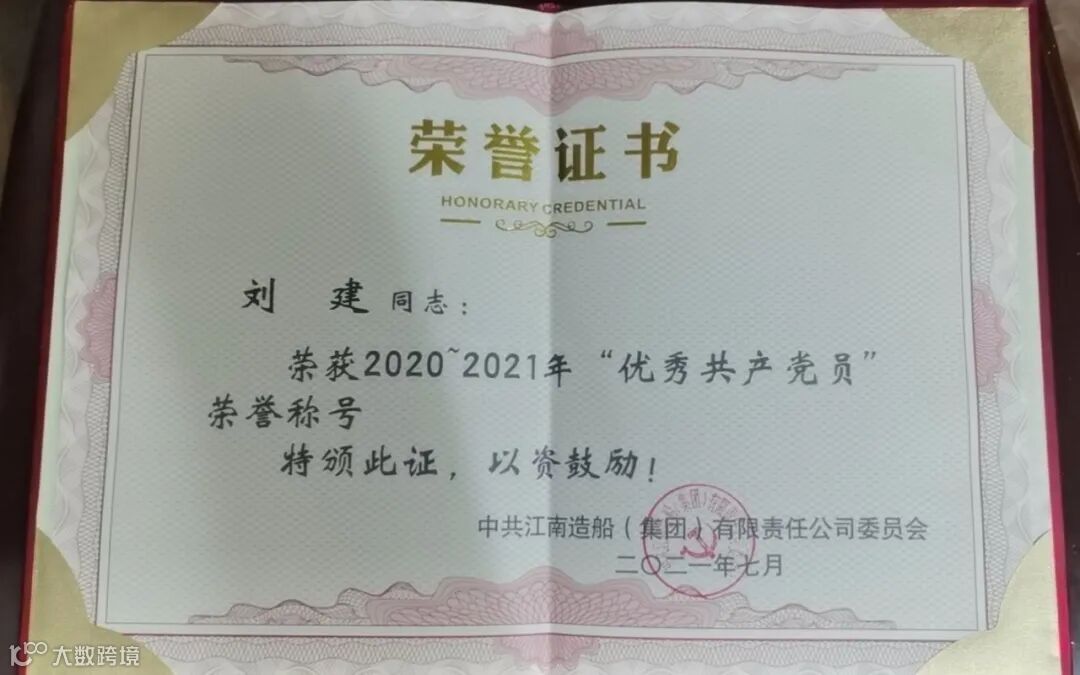 荣誉证书
HONORARY CREDENTIAL
刘 建 同志：
荣获2020~2021年“优秀共产党员”
荣誉称号
特颁此证，以资鼓励！
中共江南造船（集团）有限责任公司委员会
二〇二一年七月
大数跨境